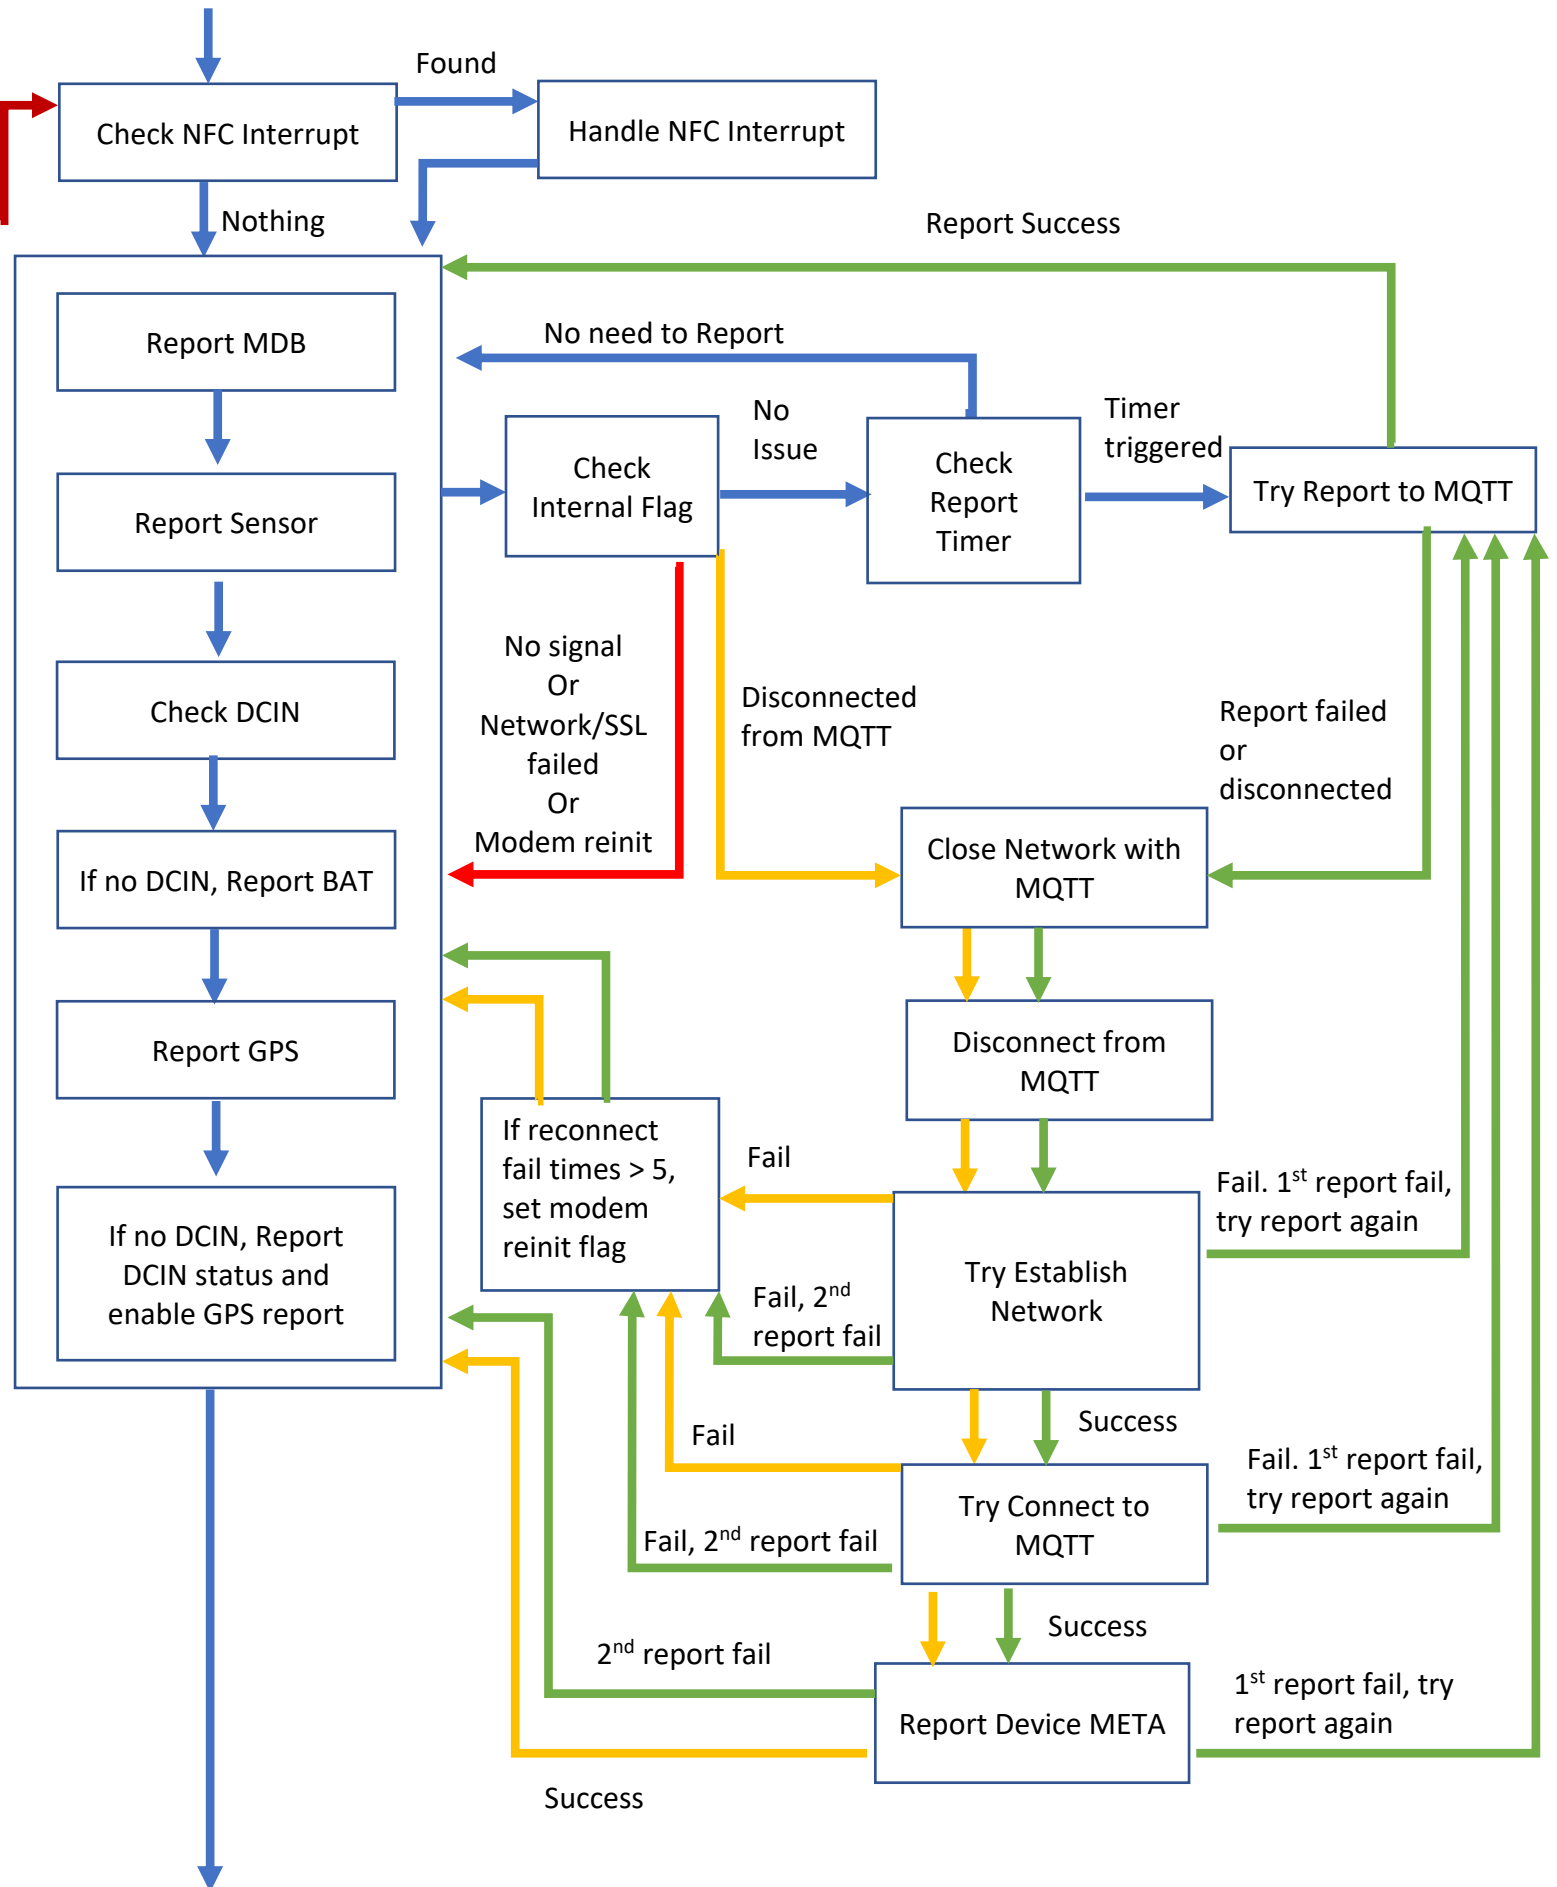 Found
Check NFC Interrupt
Handle NFC Interrupt
Nothing
Report Success
Report MDB
No need to Report
Report Sensor
Check
Internal Flag
No
Issue
Check
Report
Timer
Timer
triggered
Try Report to MQTT
Check DCIN
No signal
Or
Network/SSL
failed
Or
Modem reinit
Disconnected
from MQTT
Report failed
or
disconnected
If no DCIN, Report BAT
Close Network with
MQTT
Report GPS
Disconnect from
MQTT
If reconnect
fail times > 5,
set modem
reinit flag
Fail
Fail. 1st report fail,
try report again
If no DCIN, Report
DCIN status and
enable GPS report
Try Establish
Network
Fail, 2nd
report fail
Success
Fail
Fail. 1st report fail,
try report again
Try Connect to
MQTT
Fail, 2nd report fail
Success
2nd report fail
1st report fail, try
report again
Report Device META
Success